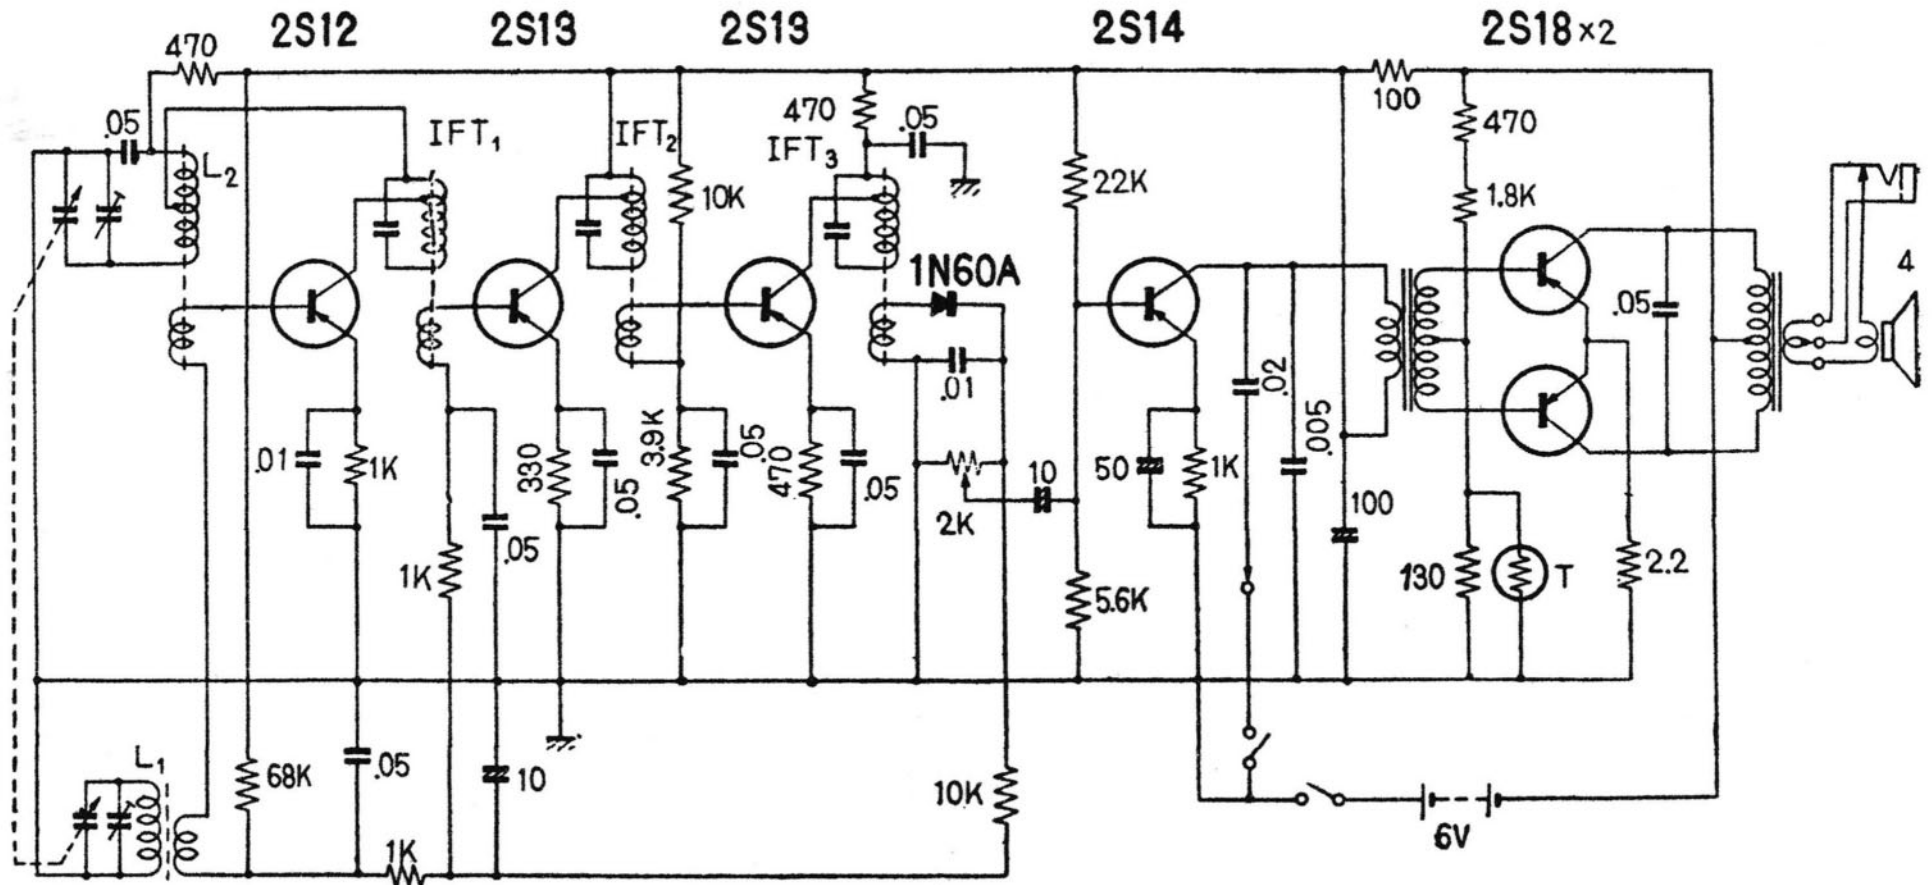 2S12
2S13
2S13
2S14
2S18×2
470
.05
L2
IFT1
IFT2
10K
IFT3
470
.05
22K
100
470
1.8K
4
1N60A
.05
.01
1K
330
.05
3.9K
.05
470
.05
.01
2K
10
50
1K
.02
.005
100
130
T
2.2
1K
.05
5.6K
L1
68K
.05
10
10K
1K
6V